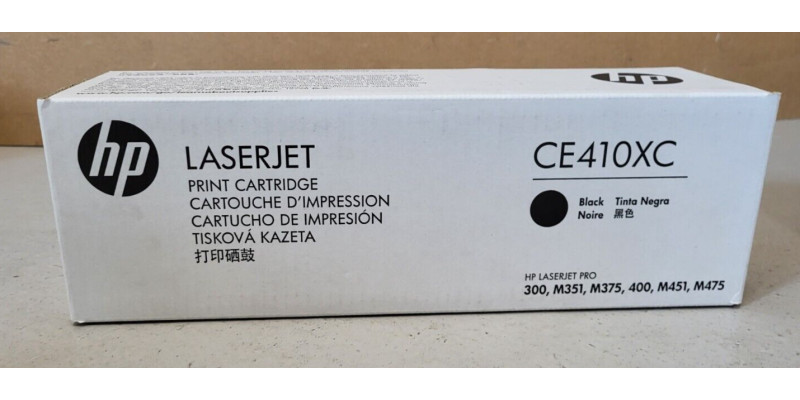 hp
hp
LASERJET
PRINT CARTRIDGE
CARTOUCHE D'IMPRESSION
CARTUCHO DE IMPRESIÓN
TISKOVÁ KAZETA
打印硒鼓
CE410XC
Black Tinta Negra
Noire 黑色
HP LASERJET PRO
300, M351, M375, 400, M451, M475